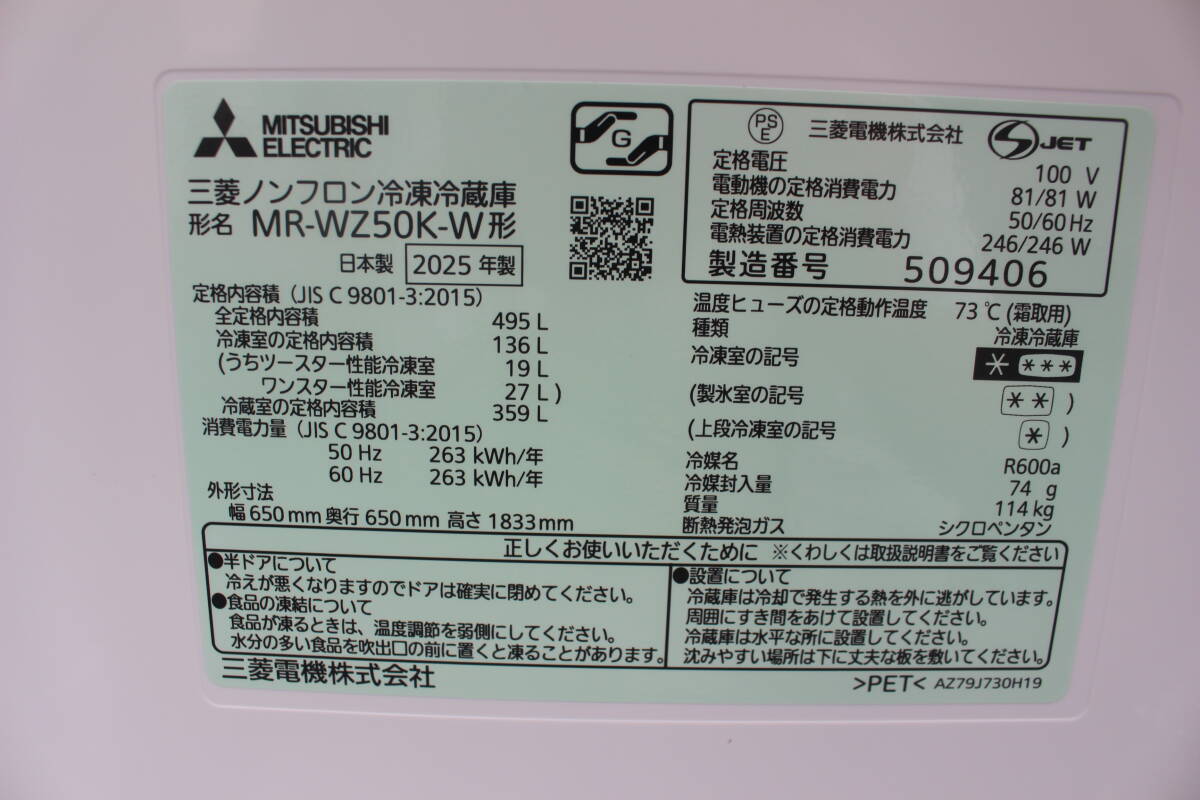 MITSUBISHI
ELECTRIC
三菱ノンフロン冷凍冷蔵庫
形名 MR-WZ50K-W形
日本製 2025年製
定格内容積 (JIS C 9801-3:2015)
全定格内容積 495 L
冷凍室の定格内容積 136 L
(うちツースター性能冷凍室 19 L
ワンスター性能冷凍室 27 L )
冷蔵室の定格内容積 359 L
消費電力量 (JIS C 9801-3:2015)
50 Hz 263 kWh/年
60 Hz 263 kWh/年
外形寸法
幅 650 mm 奥行 650 mm 高さ 1833 mm
G
PS
E
三菱電機株式会社
S JET
定格電圧 100 V
電動機の定格消費電力 81/81 W
定格周波数 50/60 Hz
電熱装置の定格消費電力 246/246 W
製造番号 509406
温度ヒューズの定格動作温度 73 ℃ (霜取用)
種類 冷凍冷蔵庫
冷凍室の記号 * ***
(製氷室の記号 ** )
(上段冷凍室の記号 * )
冷媒名 R600a
冷媒封入量 74 g
質量 114 kg
断熱発泡ガス シクロペンタン
正しくお使いいただくために ※くわしくは取扱説明書をご覧ください
●半ドアについて
冷えが悪くなりますのでドアは確実に閉めてください。
●食品の凍結について
食品が凍るときは、温度調節を弱側にしてください。
水分の多い食品を吹出口の前に置くと凍ることがあります。
●設置について
冷蔵庫は冷却で発生する熱を外に逃がしています。
周囲にすき間をあけて設置してください。
冷蔵庫は水平な所に設置してください。
沈みやすい場所は下に丈夫な板を敷いてください。
三菱電機株式会社
>PET< AZ79J730H19